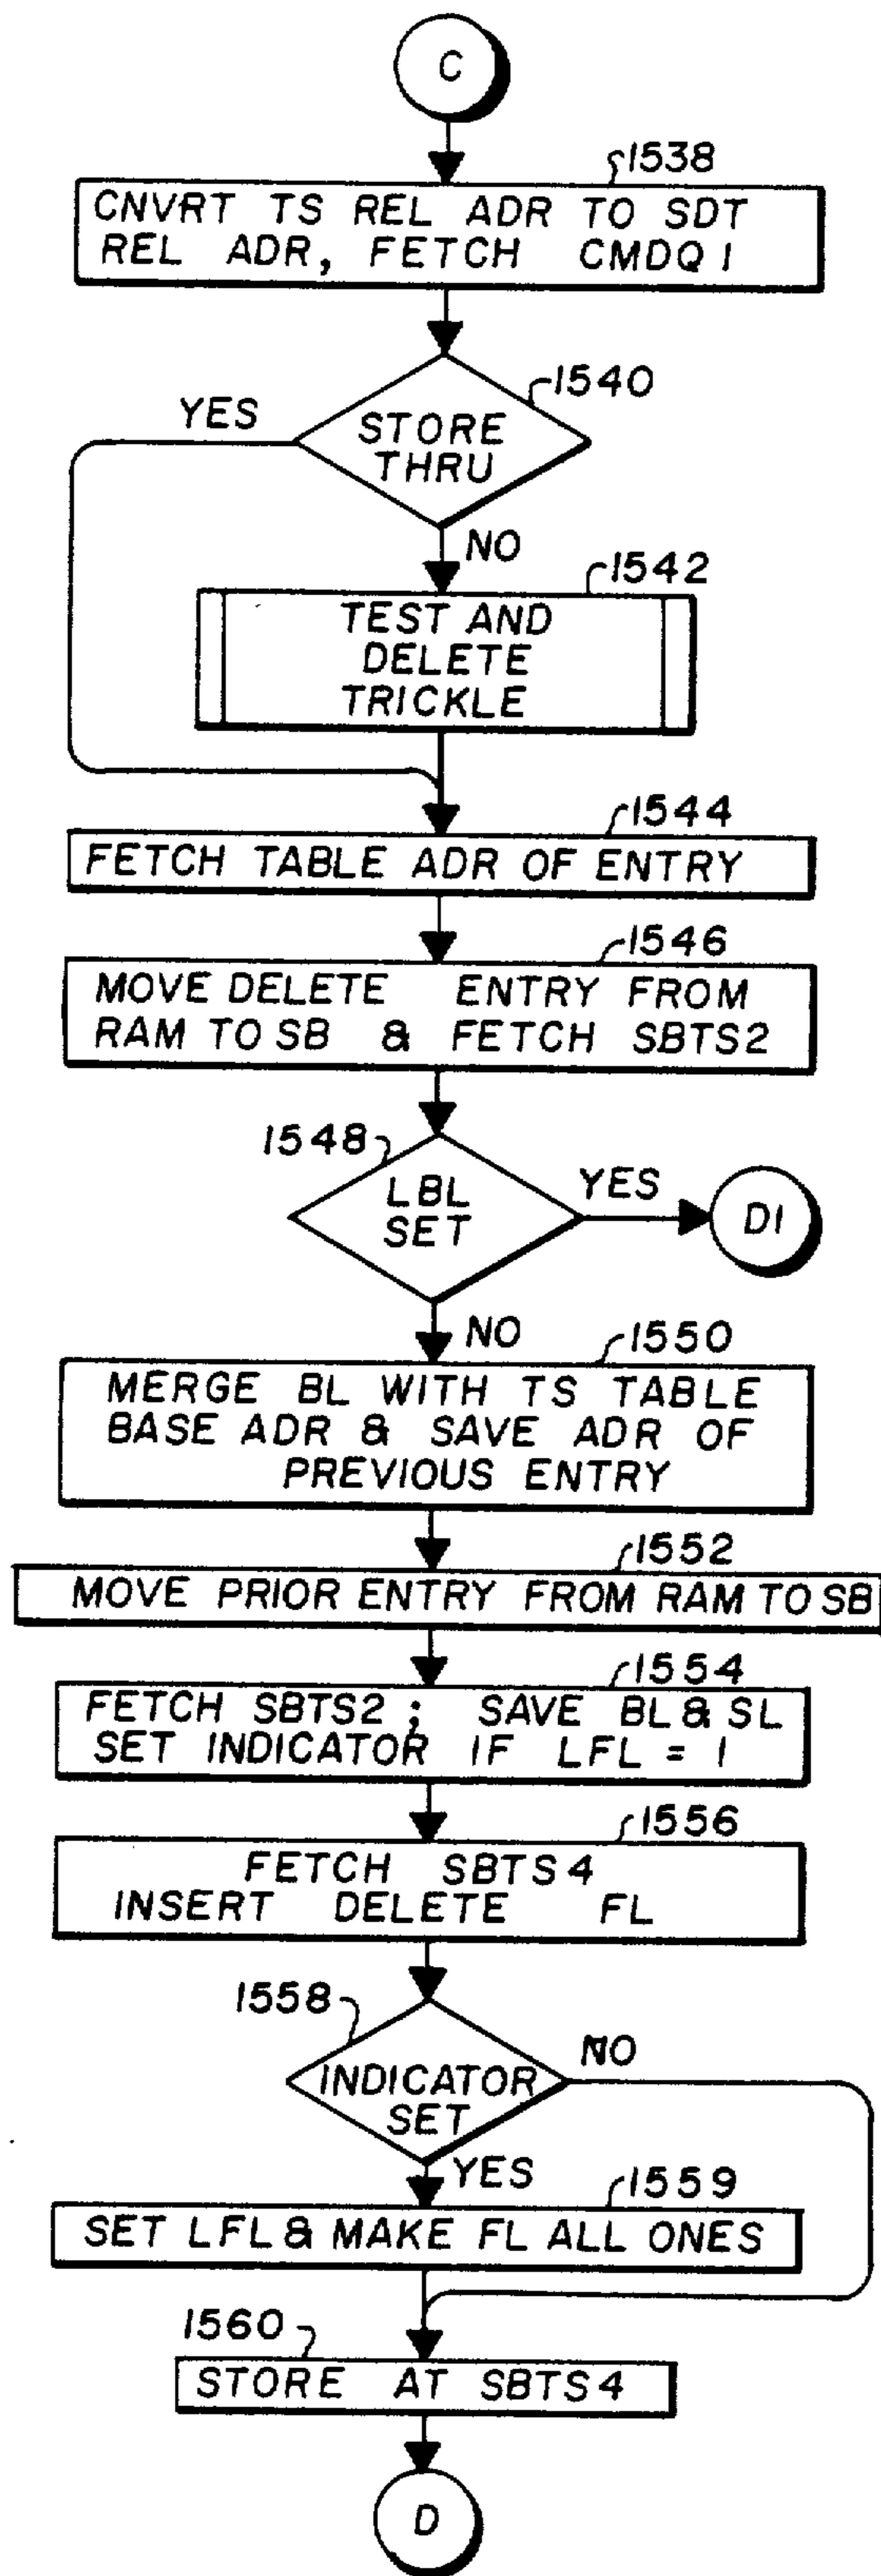 C
1538
CNVRT TS REL ADR TO SDT
REL ADR, FETCH CMDQ1
1540
YES
STORE
THRU
NO
1542
TEST AND
DELETE
TRICKLE
1544
FETCH TABLE ADR OF ENTRY
1546
MOVE DELETE ENTRY FROM
RAM TO SB & FETCH SBTS2
1548
LBL
SET
YES
D1
NO
1550
MERGE BL WITH TS TABLE
BASE ADR & SAVE ADR OF
PREVIOUS ENTRY
1552
MOVE PRIOR ENTRY FROM RAM TO SB
1554
FETCH SBTS2; SAVE BL & SL
SET INDICATOR IF LFL = 1
1556
FETCH SBTS4
INSERT DELETE FL
1558
INDICATOR
SET
NO
YES
1559
SET LFL & MAKE FL ALL ONES
1560
STORE AT SBTS4
D